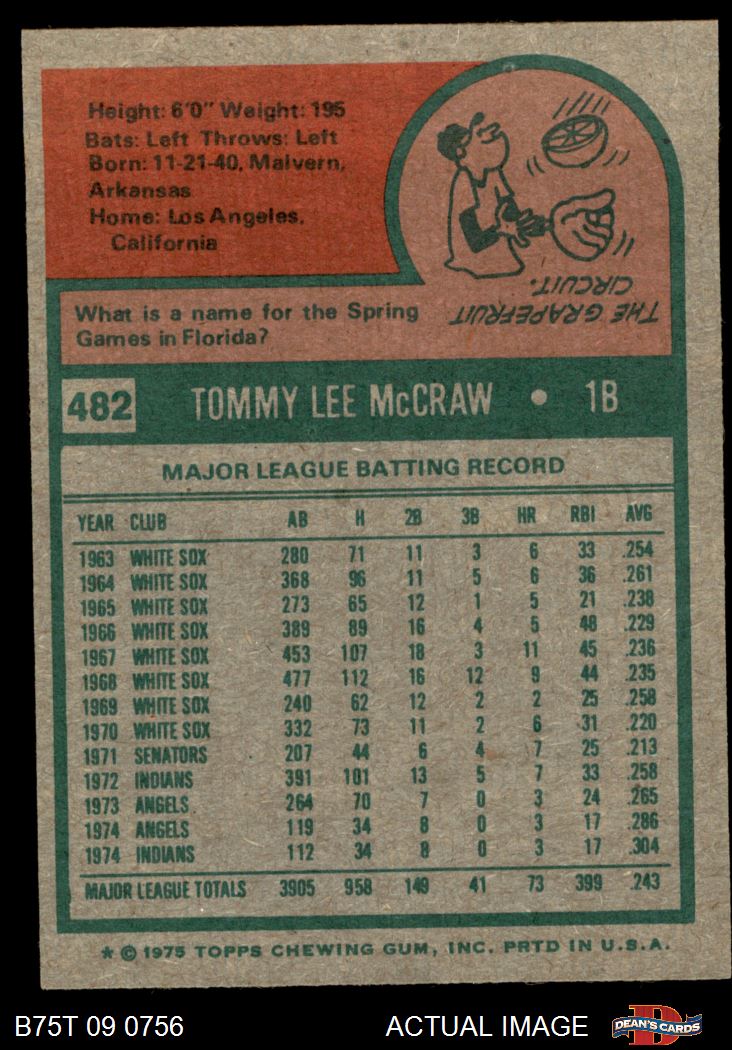 Height: 6'0" Weight: 195
Bats: Left Throws: Left
Born: 11-21-40, Malvern,
Arkansas
Home: Los Angeles,
California
THE GRAPEFRUIT
CIRCUIT.
What is a name for the Spring
Games in Florida?
482 TOMMY LEE McCRAW • 1B
MAJOR LEAGUE BATTING RECORD
YEAR CLUB AB H 2B 3B HR RBI AVG
1963 WHITE SOX 280 71 11 3 6 33 .254
1964 WHITE SOX 368 96 11 5 6 36 .261
1965 WHITE SOX 273 65 12 1 5 21 .238
1966 WHITE SOX 389 89 16 4 5 48 .229
1967 WHITE SOX 453 107 18 3 11 45 .236
1968 WHITE SOX 477 112 16 12 9 44 .235
1969 WHITE SOX 240 62 12 2 2 25 .258
1970 WHITE SOX 332 73 11 2 6 31 .220
1971 SENATORS 207 44 6 4 7 25 .213
1972 INDIANS 391 101 13 5 7 33 .258
1973 ANGELS 264 70 7 0 3 24 .265
1974 ANGELS 119 34 8 0 3 17 .286
1974 INDIANS 112 34 8 0 3 17 .304
MAJOR LEAGUE TOTALS 3905 958 149 41 73 399 .243
* © 1975 TOPPS CHEWING GUM, INC. PRTD IN U.S.A.
B75T 09 0756 ACTUAL IMAGE D DEAN'S CARDS